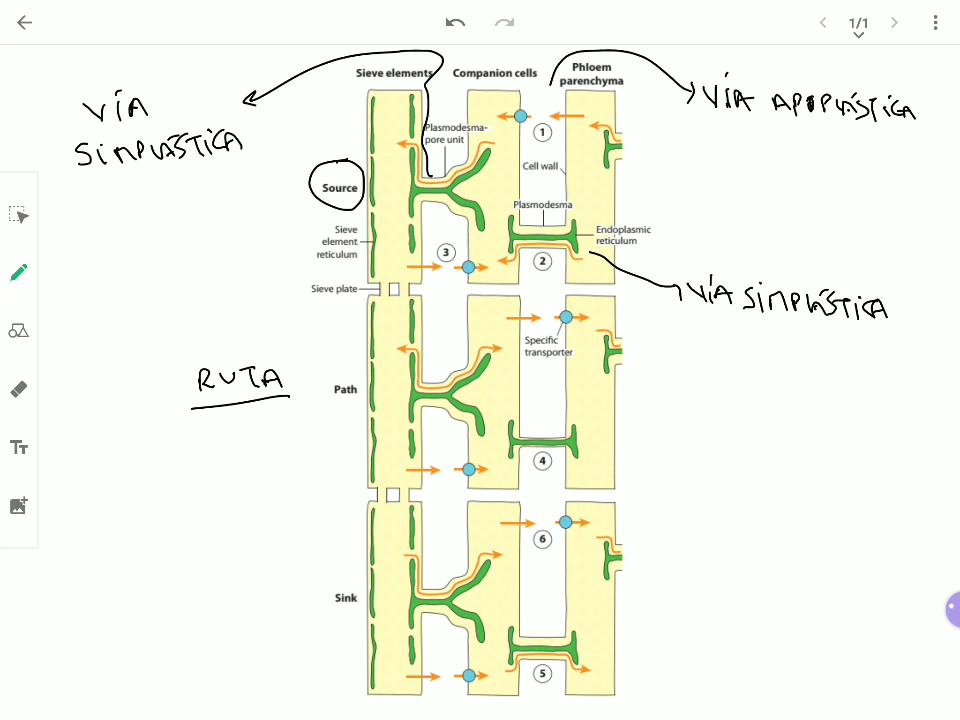 1/1
Sieve elements
Companion cells
Phloem
parenchyma
VÍA
SIMPLÁSTICA
VÍA APOPLÁSTICA
Plasmodesma-
pore unit
1
Cell wall
Source
Plasmodesma
Sieve
element
reticulum
Endoplasmic
reticulum
3
2
Sieve plate
VÍA SIMPLÁSTICA
Specific
transporter
RUTA
Path
4
6
Sink
5
Tt